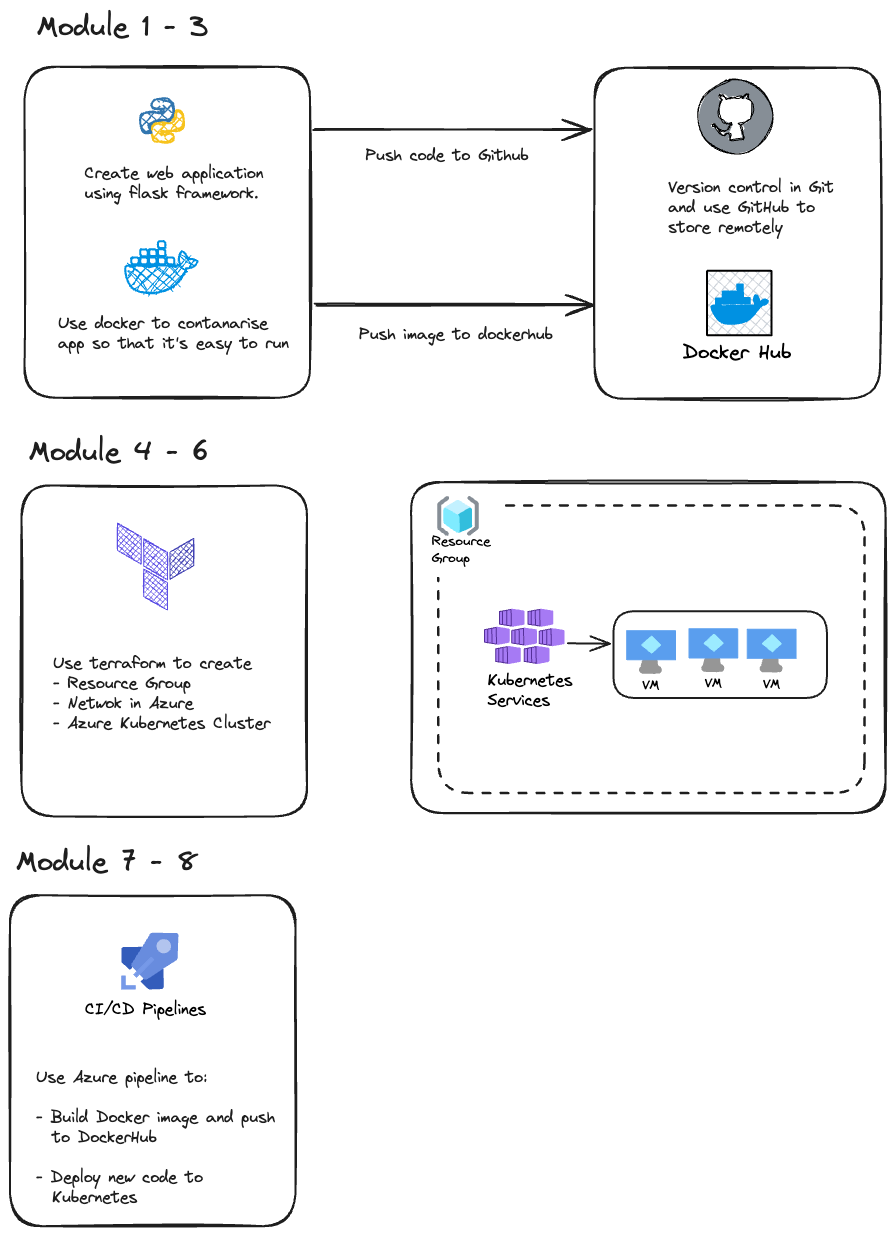 Module 1 - 3
Create web application
using flask framework.
Use docker to contanarise
app so that it's easy to run
Push code to Github
Push image to dockerhub
Version control in Git
and use GitHub to
store remotely
Docker Hub
Module 4 - 6
Use terraform to create
- Resource Group
- Netwok in Azure
- Azure Kubernetes Cluster
Resource
Group
Kubernetes
Services
VM
VM
VM
Module 7 - 8
CI/CD Pipelines
Use Azure pipeline to:
- Build Docker image and push
to DockerHub
- Deploy new code to
Kubernetes